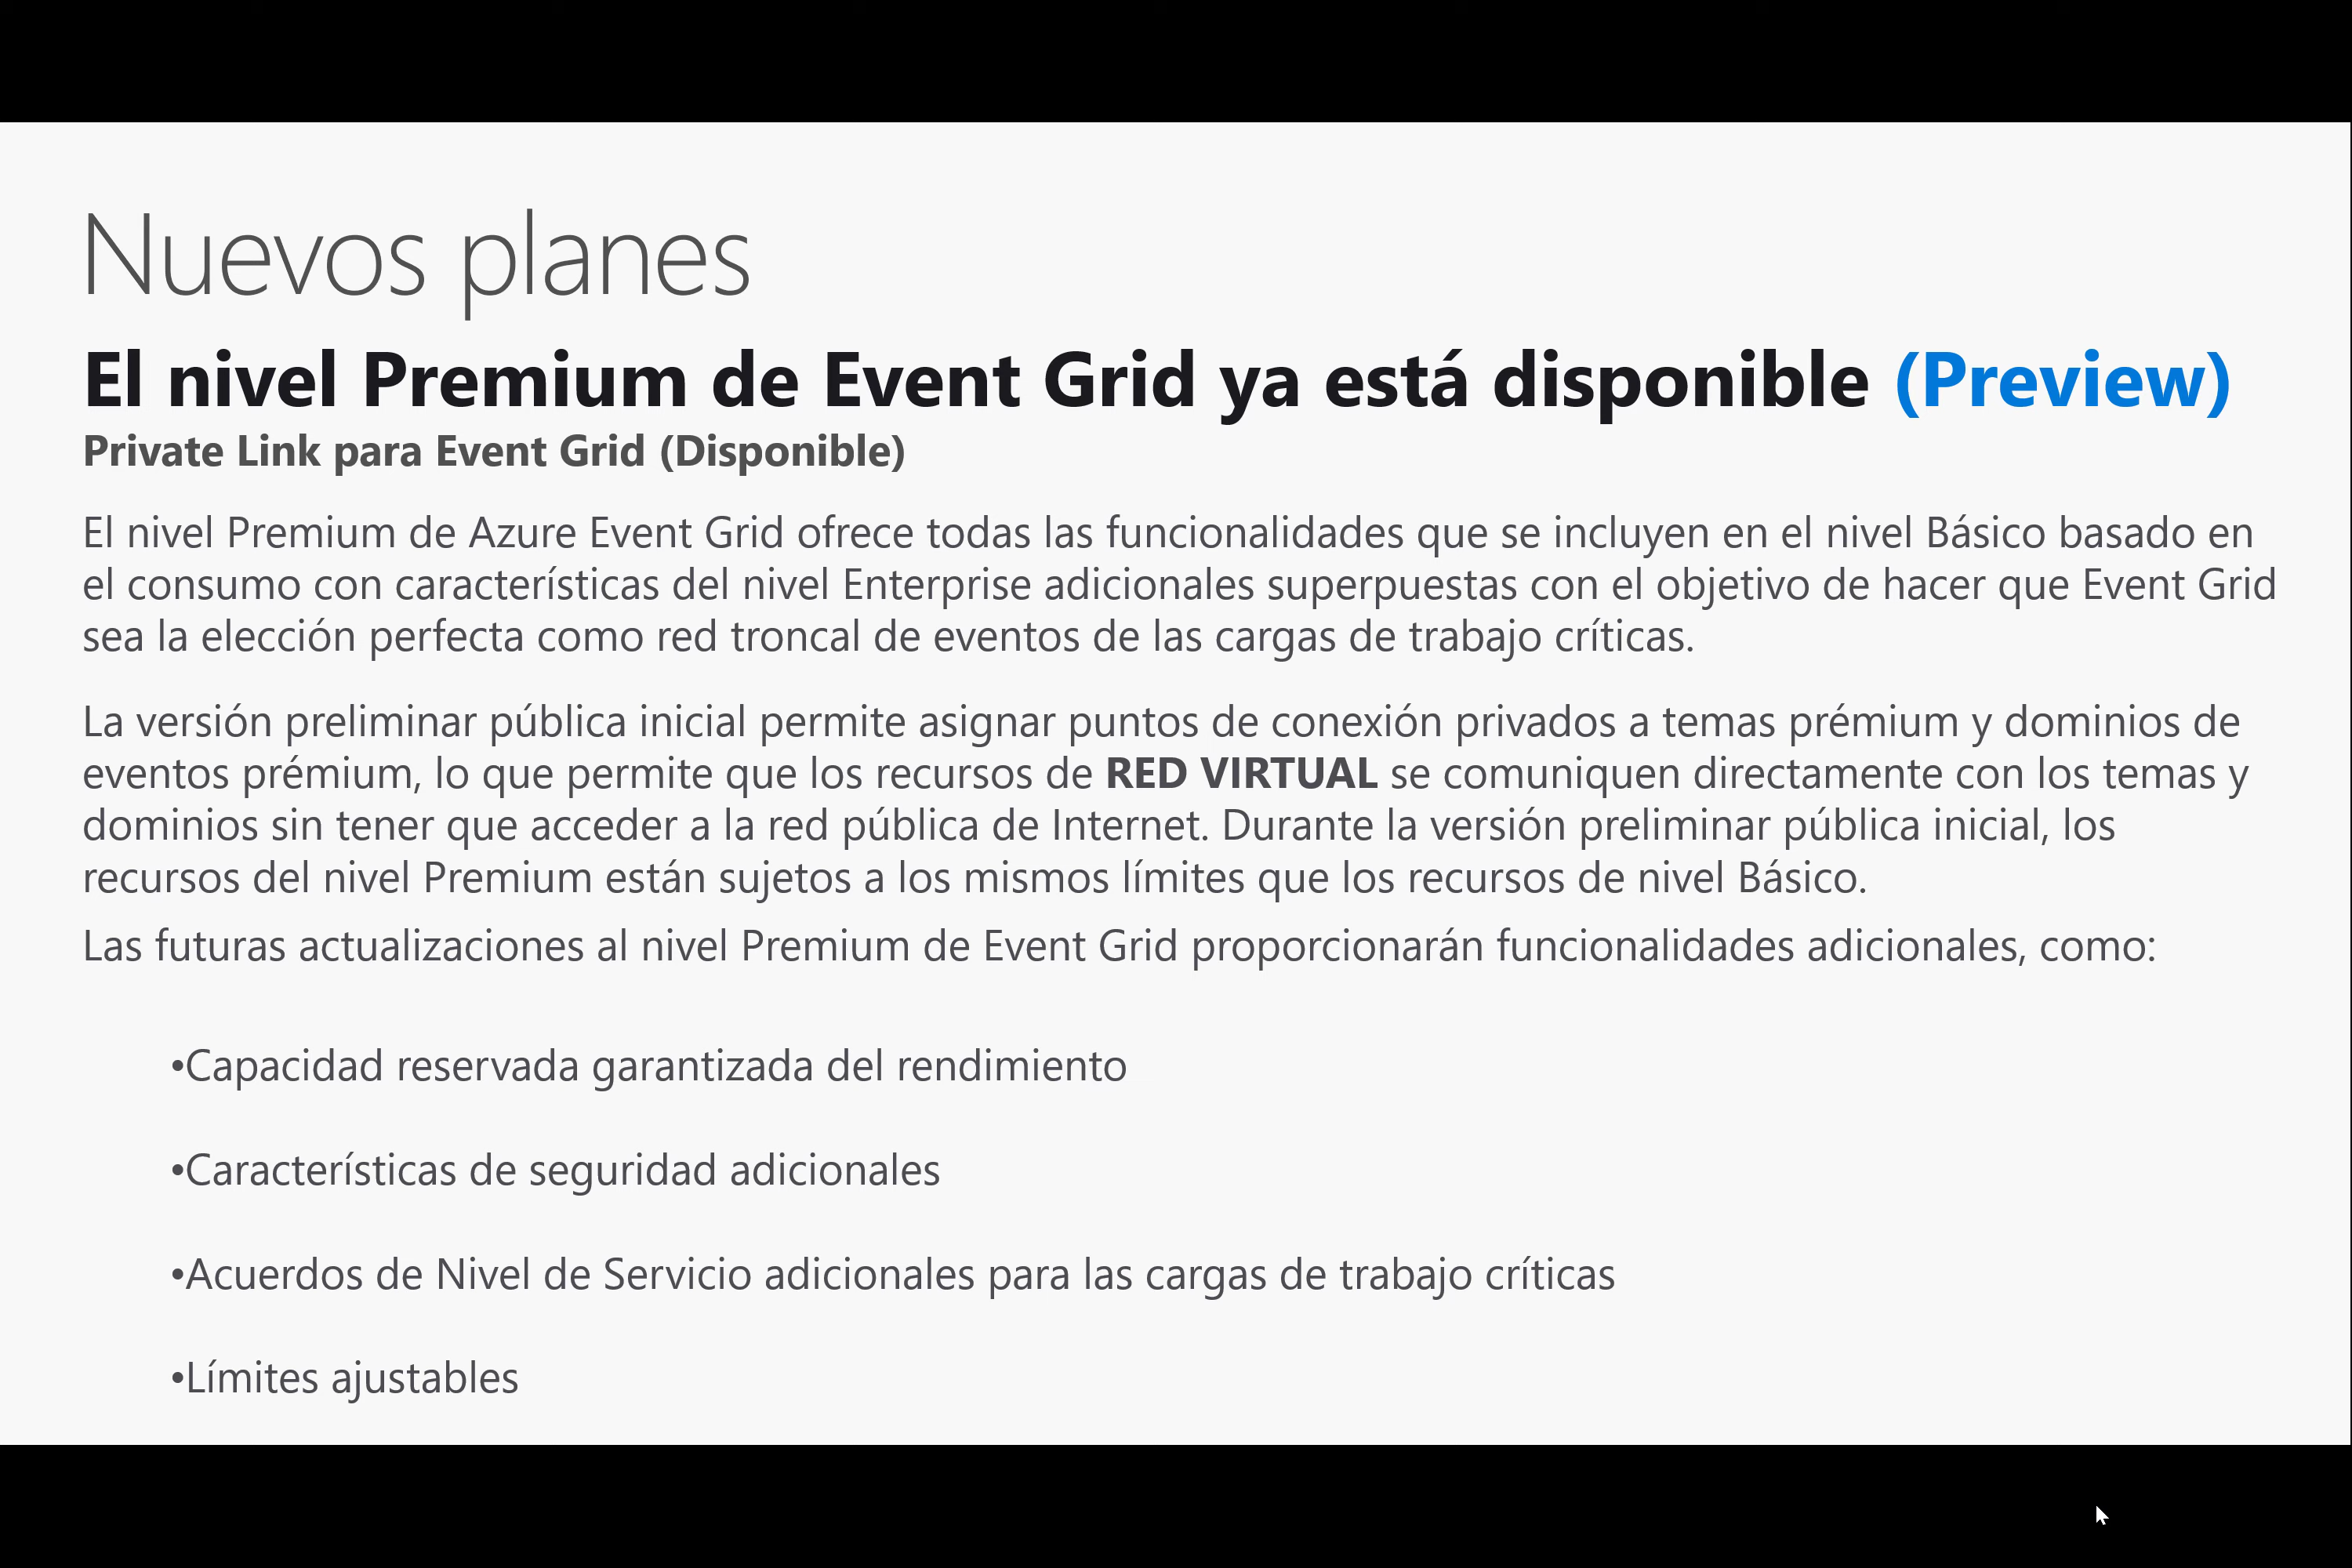 Nuevos planes
El nivel Premium de Event Grid ya está disponible (Preview)
Private Link para Event Grid (Disponible)
El nivel Premium de Azure Event Grid ofrece todas las funcionalidades que se incluyen en el nivel Básico basado en
el consumo con características del nivel Enterprise adicionales superpuestas con el objetivo de hacer que Event Grid
sea la elección perfecta como red troncal de eventos de las cargas de trabajo críticas.
La versión preliminar pública inicial permite asignar puntos de conexión privados a temas prémium y dominios de
eventos prémium, lo que permite que los recursos de RED VIRTUAL se comuniquen directamente con los temas y
dominios sin tener que acceder a la red pública de Internet. Durante la versión preliminar pública inicial, los
recursos del nivel Premium están sujetos a los mismos límites que los recursos de nivel Básico.
Las futuras actualizaciones al nivel Premium de Event Grid proporcionarán funcionalidades adicionales, como:
•Capacidad reservada garantizada del rendimiento
•Características de seguridad adicionales
•Acuerdos de Nivel de Servicio adicionales para las cargas de trabajo críticas
•Límites ajustables